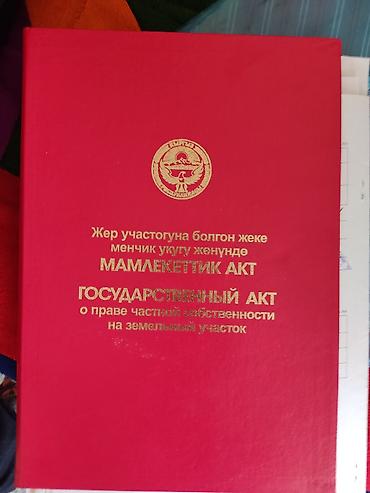 Жер участогуна болгон жеке
менчик укугу жөнүндө
МАМЛЕКЕТТИК АКТ
ГОСУДАРСТВЕННЫЙ АКТ
о праве частной собственности
на земельный участок